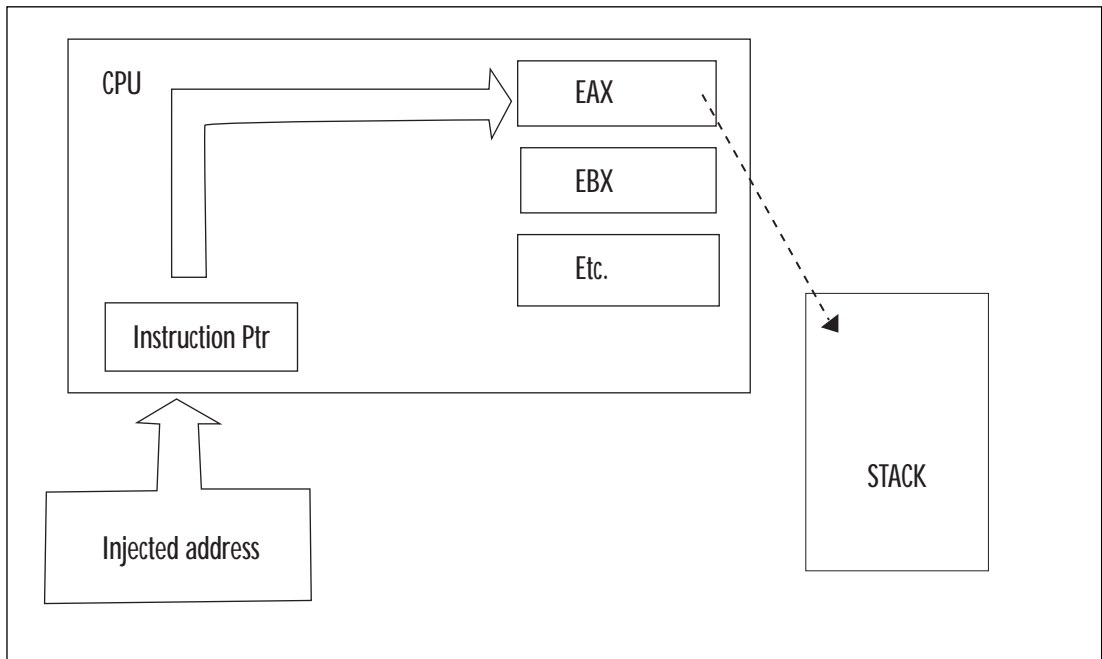 CPU
EAX
EBX
Etc.
Instruction Ptr
Injected address
STACK